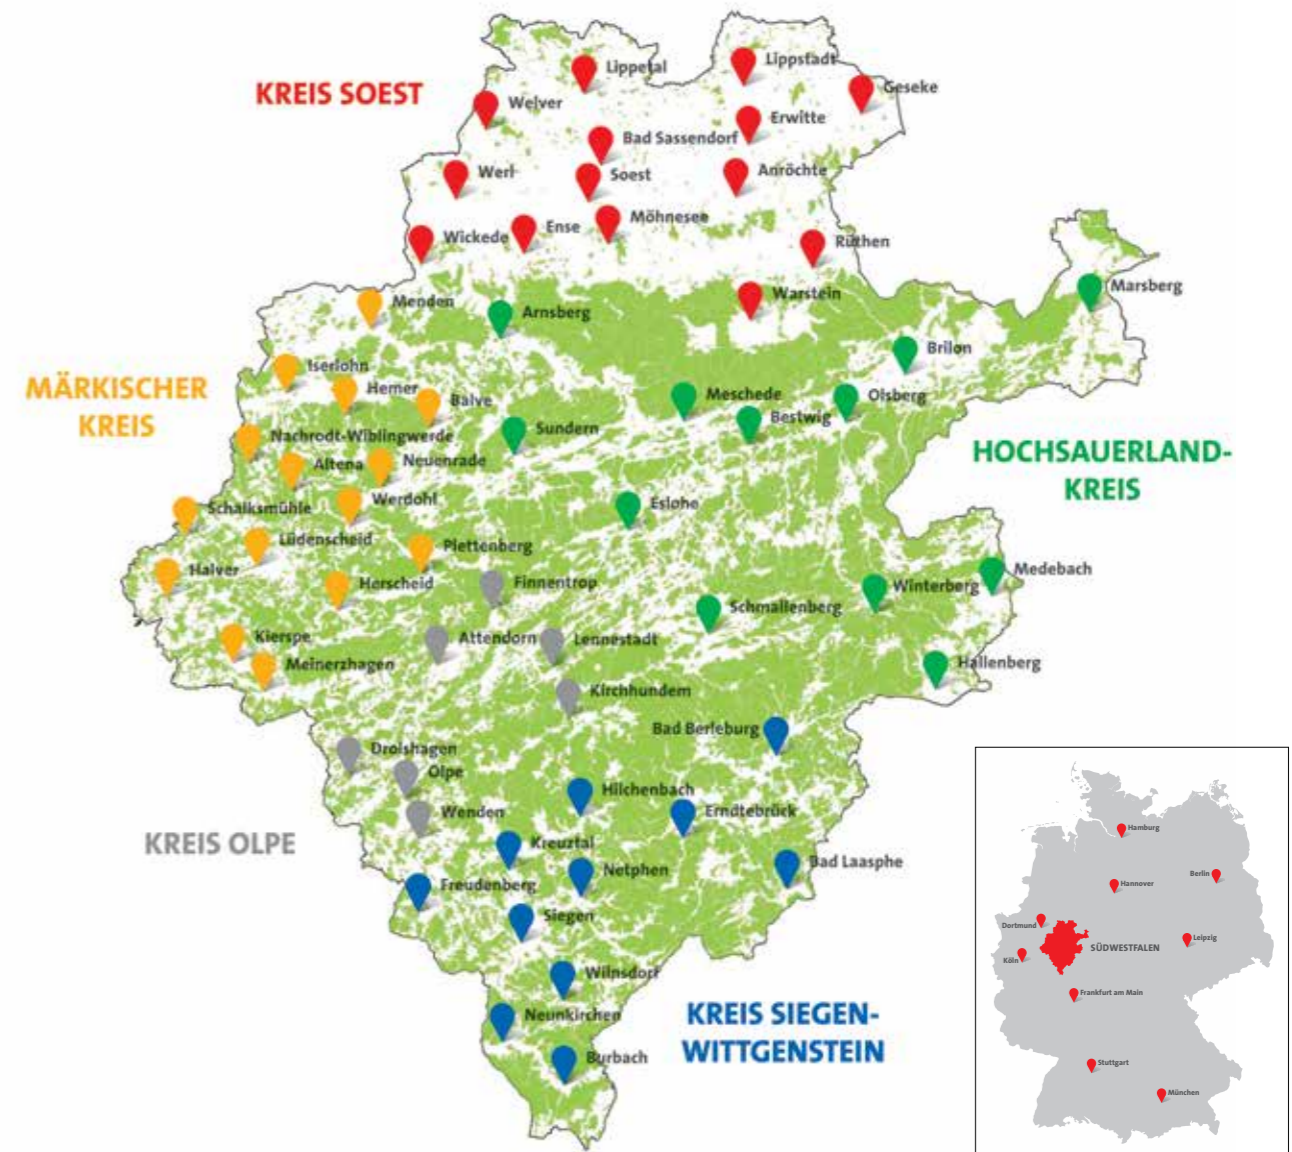 KREIS SOEST
Lippetal
Lippstadt
Geseke
Welver
Erwitte
Bad Sassendorf
Werl
Soest
Anröchte
Möhnesee
Ense
Wickede
Rüthen
Warstein
Marsberg
Menden
Arnsberg
Brilon
MÄRKISCHER
KREIS
Iserlohn
Hemer
Balve
Meschede
Olsberg
Bestwig
Sundern
Nachrodt-Wiblingwerde
Altena
Neuenrade
HOCHSAUERLAND-
KREIS
Werdohl
Schalksmühle
Eslohe
Lüdenscheid
Plettenberg
Halver
Herscheid
Finnentrop
Medebach
Winterberg
Schmallenberg
Kierspe
Attendorn
Lennestadt
Meinerzhagen
Hallenberg
Kirchhundem
Bad Berleburg
Drolshagen
Olpe
Hilchenbach
Wenden
Erndtebrück
KREIS OLPE
Kreuztal
Netphen
Bad Laasphe
Freudenberg
Siegen
Wilnsdorf
Neunkirchen
Burbach
KREIS SIEGEN-
WITTGENSTEIN
Hamburg
Berlin
Hannover
Dortmund
SÜDWESTFALEN
Leipzig
Köln
Frankfurt am Main
Stuttgart
München